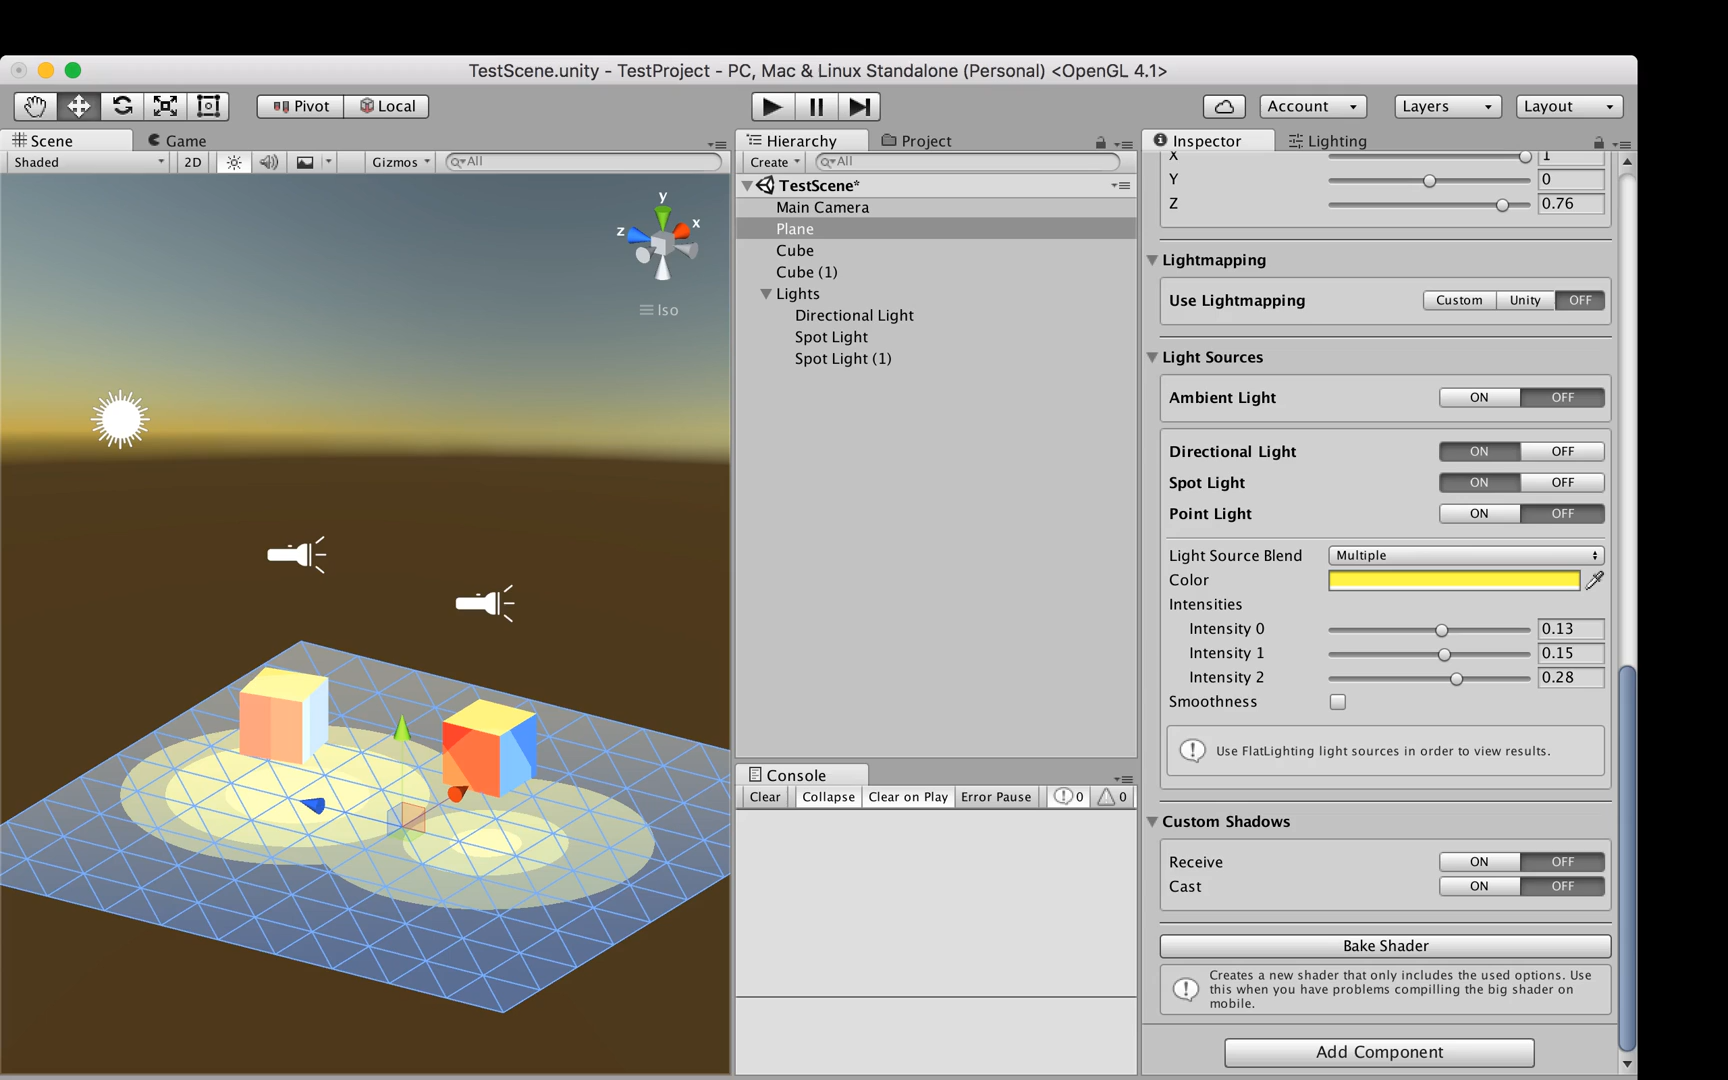 TestScene.unity - TestProject - PC, Mac & Linux Standalone (Personal) <OpenGL 4.1>
Pivot Local Account Layers Layout
Scene Game
Shaded 2D Gizmos All
y
x
z
Iso
Hierarchy Project
Create All
TestScene*
Main Camera
Plane
Cube
Cube (1)
Lights
Directional Light
Spot Light
Spot Light (1)
Console
Clear Collapse Clear on Play Error Pause 0 0
Inspector Lighting
X 1
Y 0
Z 0.76
Lightmapping
Use Lightmapping Custom Unity OFF
Light Sources
Ambient Light ON OFF
Directional Light ON OFF
Spot Light ON OFF
Point Light ON OFF
Light Source Blend Multiple
Color
Intensities
Intensity 0 0.13
Intensity 1 0.15
Intensity 2 0.28
Smoothness
Use FlatLighting light sources in order to view results.
Custom Shadows
Receive ON OFF
Cast ON OFF
Bake Shader
Creates a new shader that only includes the used options. Use
this when you have problems compilling the big shader on
mobile.
Add Component